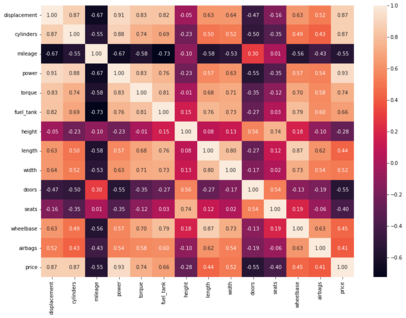 displacement 1.00 0.87 -0.67 0.91 0.83 0.82 -0.05 0.63 0.64 -0.47 -0.16 0.63 0.52 0.87
cylinders 0.87 1.00 -0.55 0.88 0.74 0.69 -0.23 0.50 0.52 -0.50 -0.35 0.49 0.43 0.87
mileage -0.67 -0.55 1.00 -0.67 -0.58 -0.73 -0.10 -0.58 -0.53 0.30 0.01 -0.56 -0.43 -0.55
power 0.91 0.88 -0.67 1.00 0.83 0.76 -0.23 0.57 0.63 -0.55 -0.35 0.57 0.54 0.93
torque 0.83 0.74 -0.58 0.83 1.00 0.81 -0.01 0.68 0.71 -0.35 -0.12 0.70 0.58 0.74
fuel_tank 0.82 0.69 -0.73 0.76 0.81 1.00 0.15 0.76 0.73 -0.27 0.03 0.79 0.60 0.66
height -0.05 -0.23 -0.10 -0.23 -0.01 0.15 1.00 0.08 0.13 0.56 0.74 0.18 -0.10 -0.28
length 0.63 0.50 -0.58 0.57 0.68 0.76 0.08 1.00 0.80 -0.27 0.12 0.87 0.62 0.44
width 0.64 0.52 -0.53 0.63 0.71 0.73 0.13 0.80 1.00 -0.17 0.02 0.73 0.54 0.52
doors -0.47 -0.50 0.30 -0.55 -0.35 -0.27 0.56 -0.27 -0.17 1.00 0.54 -0.13 -0.19 -0.55
seats -0.16 -0.35 0.01 -0.35 -0.12 0.03 0.74 0.12 0.02 0.54 1.00 0.19 -0.06 -0.40
wheelbase 0.63 0.49 -0.56 0.57 0.70 0.79 0.18 0.87 0.73 -0.13 0.19 1.00 0.63 0.45
airbags 0.52 0.43 -0.43 0.54 0.58 0.60 -0.10 0.62 0.54 -0.19 -0.06 0.63 1.00 0.41
price 0.87 0.87 -0.55 0.93 0.74 0.66 -0.28 0.44 0.52 -0.55 -0.40 0.45 0.41 1.00
displacement cylinders mileage power torque fuel_tank height length width doors seats wheelbase airbags price
1.0
0.8
0.6
0.4
0.2
0.0
-0.2
-0.4
-0.6